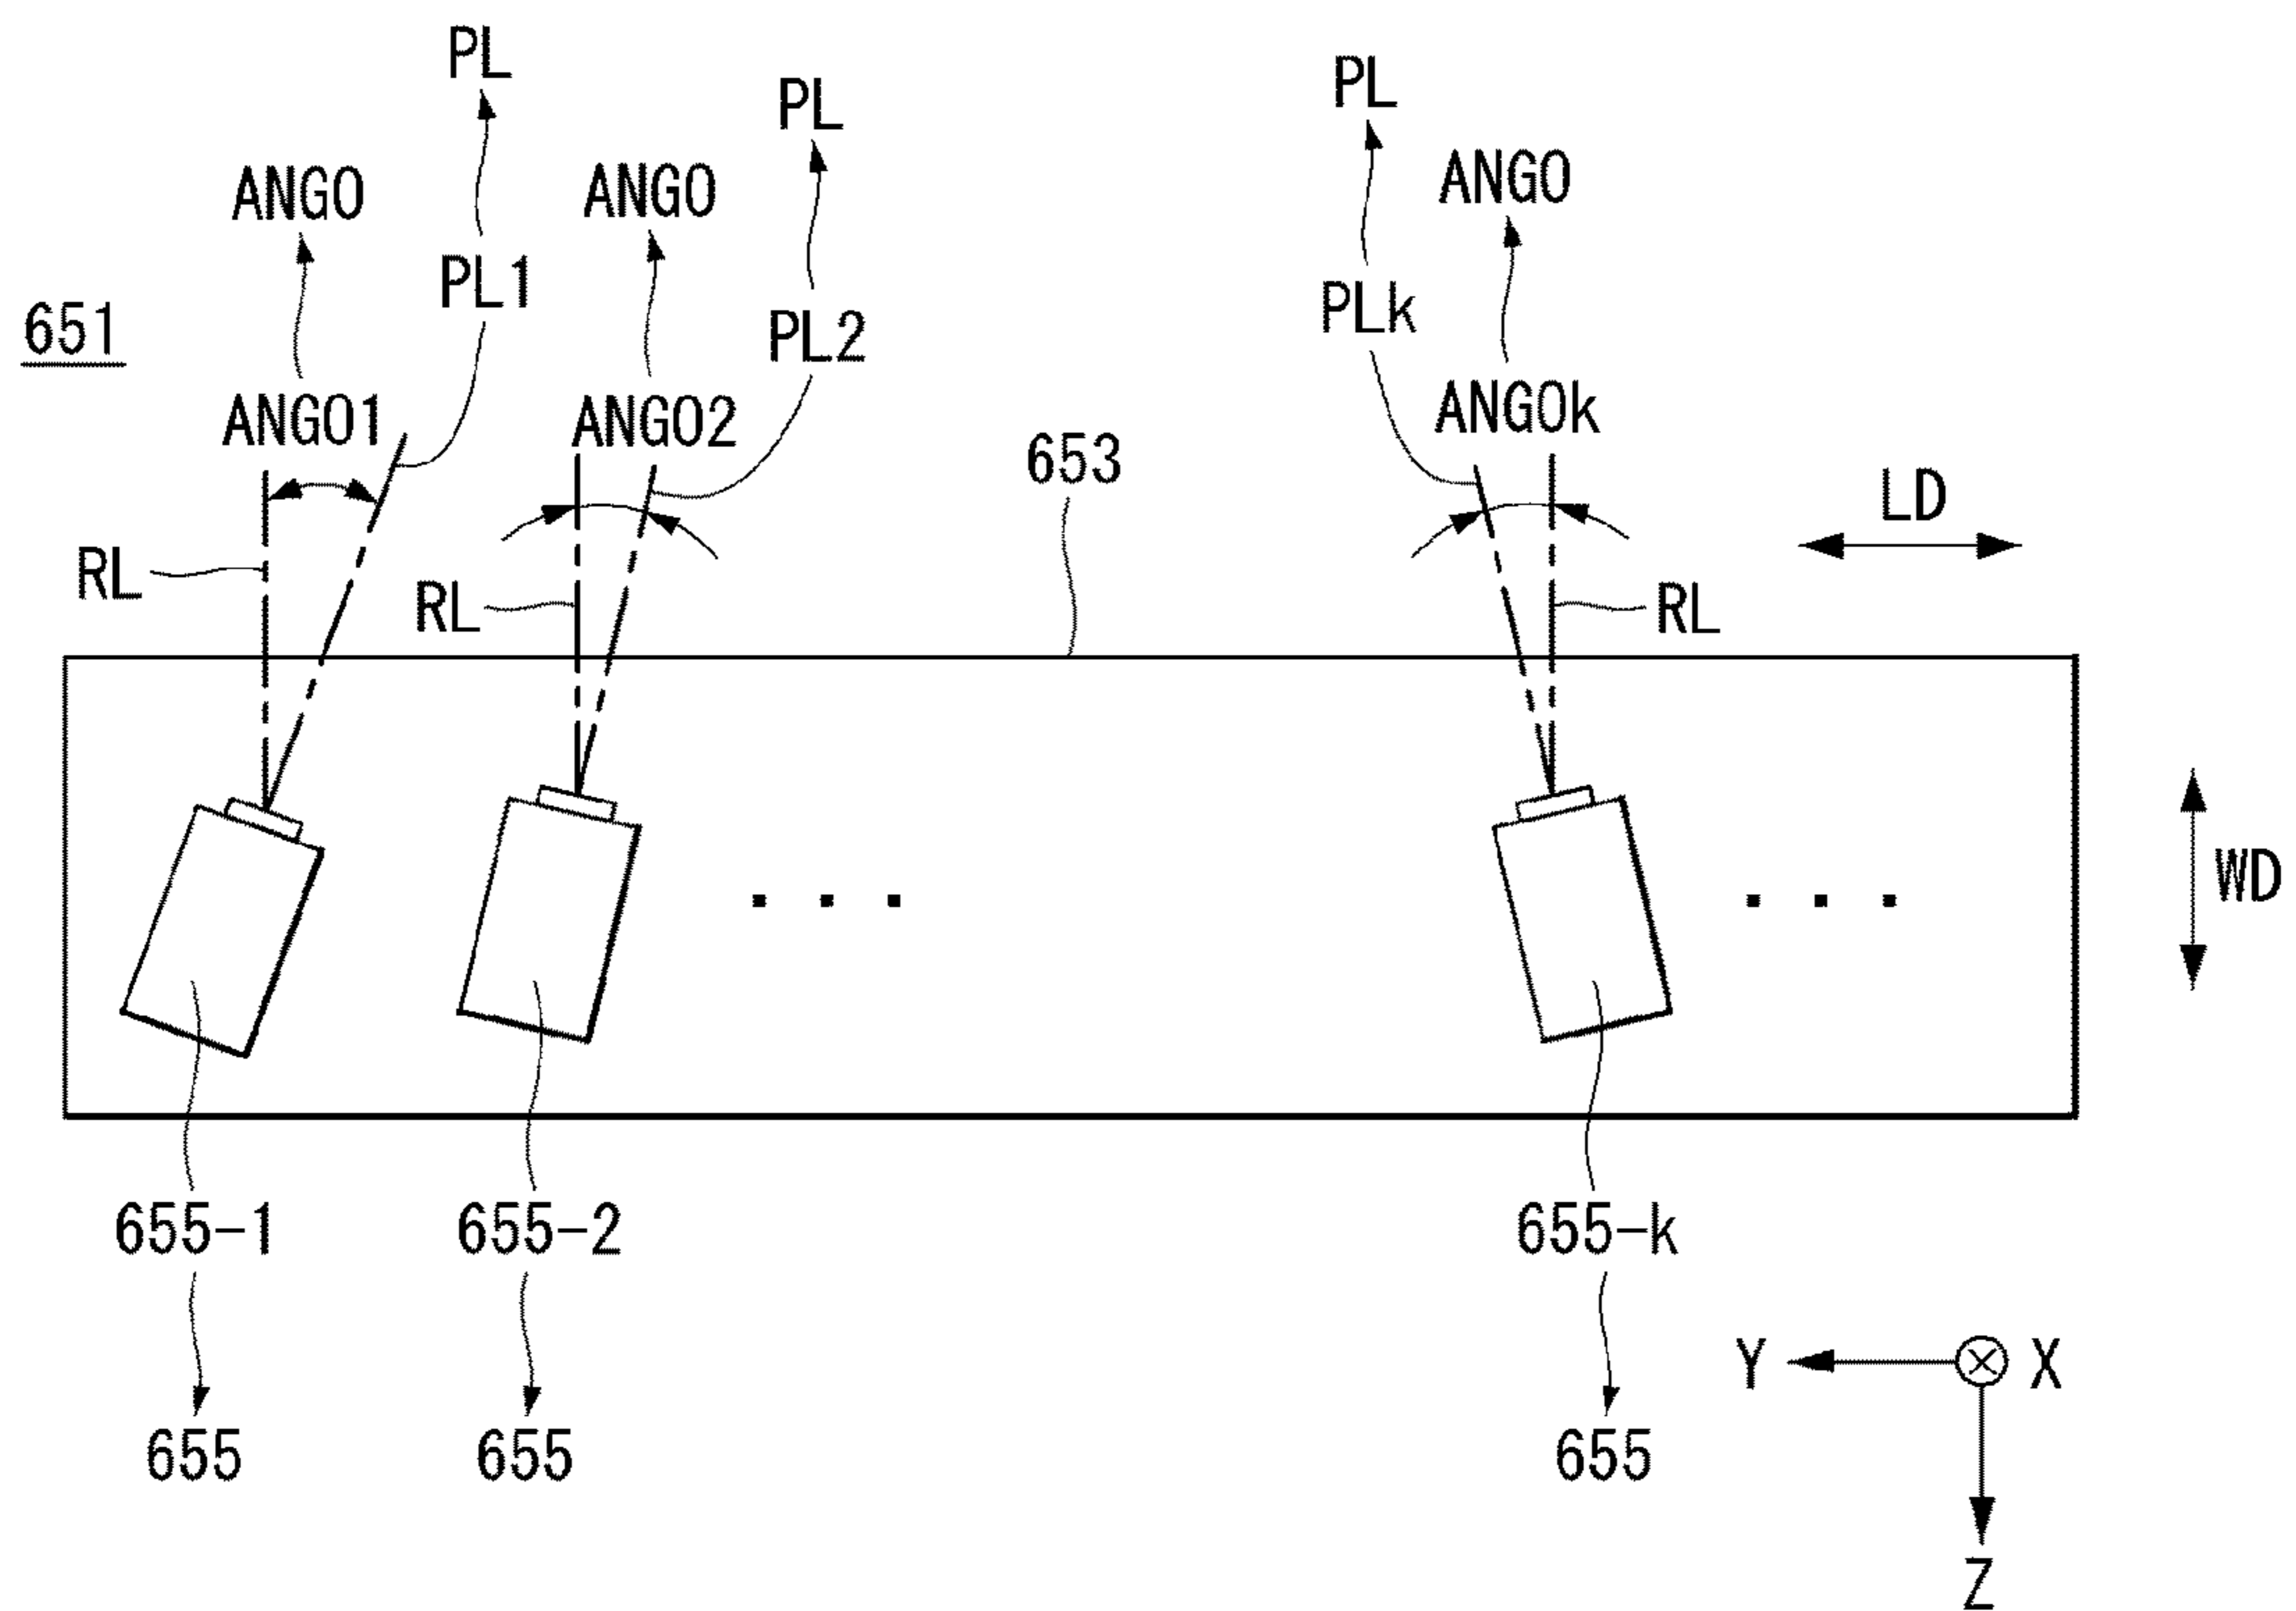 PL
PL
PL
ANGO
ANGO
ANGO
PL1
PLk
651
PL2
ANGO1
ANGO2
ANGOk
653
LD
RL
RL
RL
WD
655-1
655-2
655-k
Y
X
655
655
655
Z